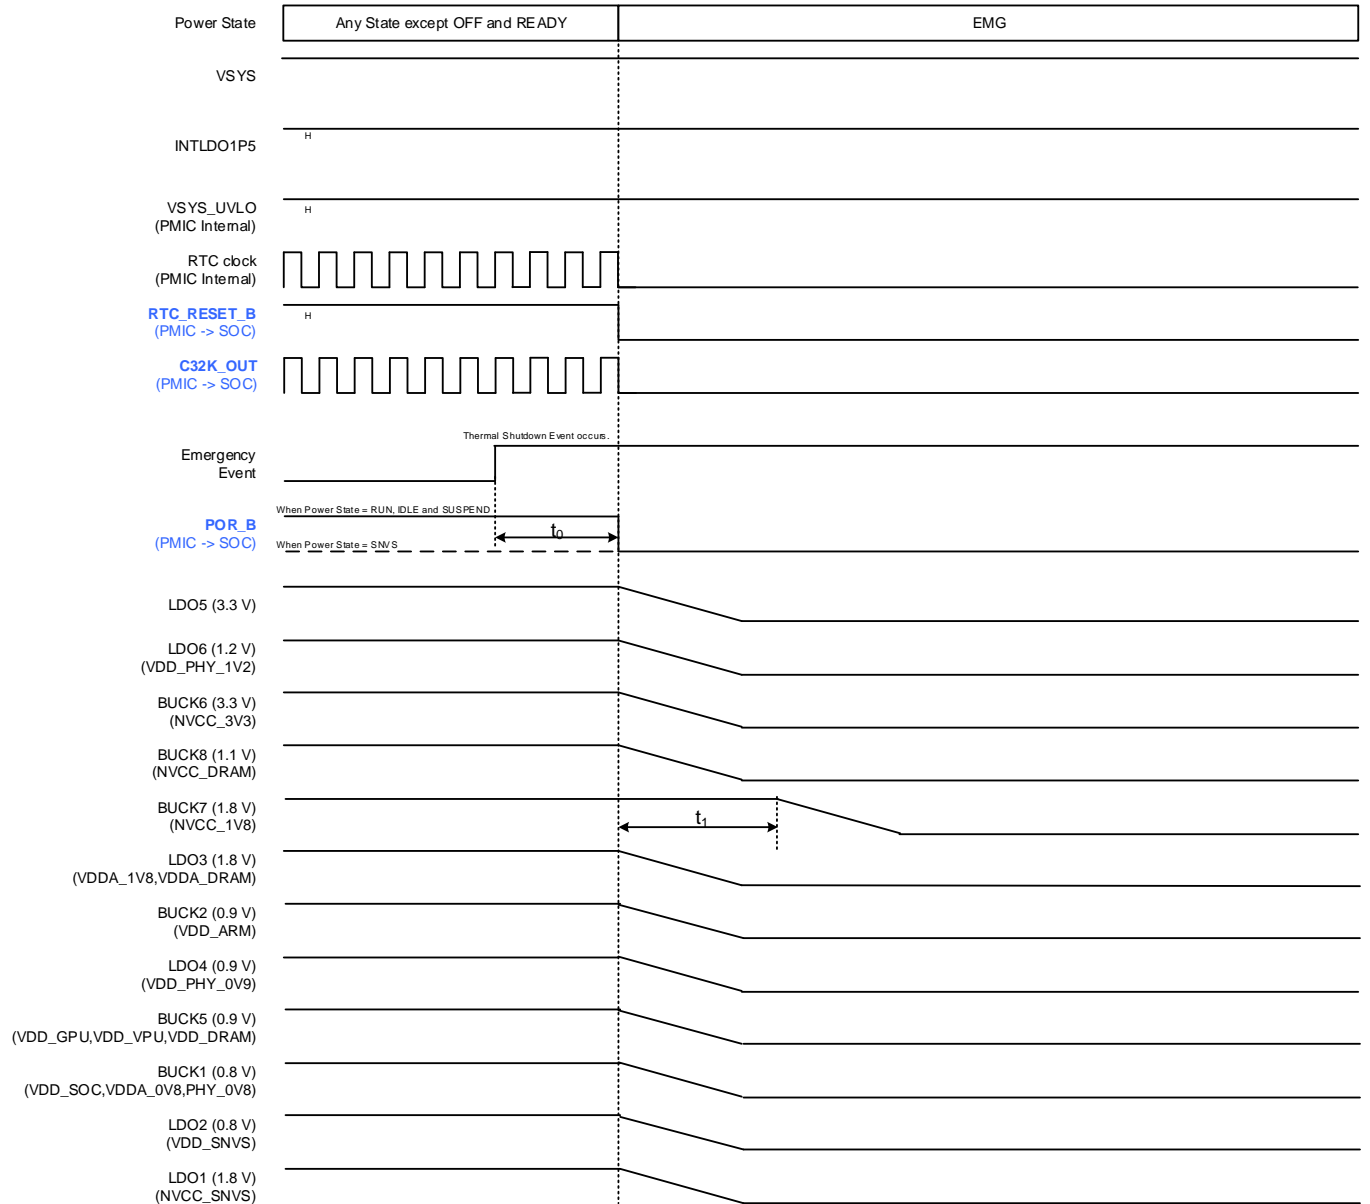 Power State
Any State except OFF and READY
EMG
VSYS
INTLDO1P5
H
VSYS_UVLO
(PMIC Internal)
H
RTC clock
(PMIC Internal)
RTC_RESET_B
(PMIC -> SOC)
H
C32K_OUT
(PMIC -> SOC)
Thermal Shutdown Event occurs.
Emergency
Event
When Power State = RUN, IDLE and SUSPEND
POR_B
(PMIC -> SOC)
t0
When Power State = SNVS
LDO5 (3.3 V)
LDO6 (1.2 V)
(VDD_PHY_1V2)
BUCK6 (3.3 V)
(NVCC_3V3)
BUCK8 (1.1 V)
(NVCC_DRAM)
BUCK7 (1.8 V)
(NVCC_1V8)
t1
LDO3 (1.8 V)
(VDDA_1V8,VDDA_DRAM)
BUCK2 (0.9 V)
(VDD_ARM)
LDO4 (0.9 V)
(VDD_PHY_0V9)
BUCK5 (0.9 V)
(VDD_GPU,VDD_VPU,VDD_DRAM)
BUCK1 (0.8 V)
(VDD_SOC,VDDA_0V8,PHY_0V8)
LDO2 (0.8 V)
(VDD_SNVS)
LDO1 (1.8 V)
(NVCC_SNVS)